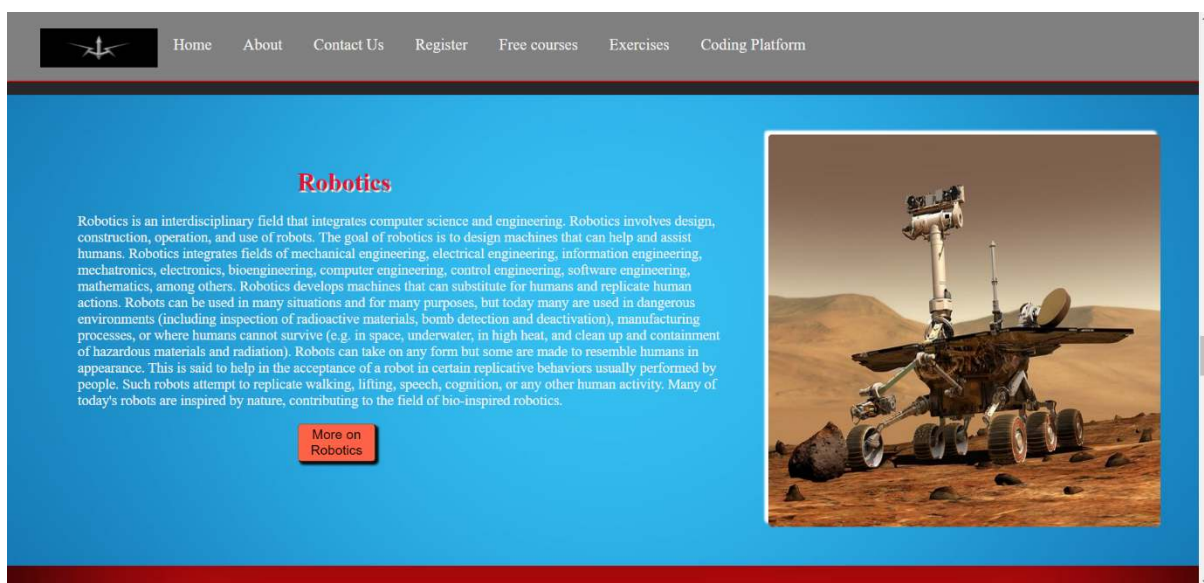 Home About Contact Us Register Free courses Exercises Coding Platform
Robotics
Robotics is an interdisciplinary field that integrates computer science and engineering. Robotics involves design,
construction, operation, and use of robots. The goal of robotics is to design machines that can help and assist
humans. Robotics integrates fields of mechanical engineering, electrical engineering, information engineering,
mechatronics, electronics, bioengineering, computer engineering, control engineering, software engineering,
mathematics, among others. Robotics develops machines that can substitute for humans and replicate human
actions. Robots can be used in many situations and for many purposes, but today many are used in dangerous
environments (including inspection of radioactive materials, bomb detection and deactivation), manufacturing
processes, or where humans cannot survive (e.g. in space, underwater, in high heat, and clean up and containment
of hazardous materials and radiation). Robots can take on any form but some are made to resemble humans in
appearance. This is said to help in the acceptance of a robot in certain replicative behaviors usually performed by
people. Such robots attempt to replicate walking, lifting, speech, cognition, or any other human activity. Many of
today's robots are inspired by nature, contributing to the field of bio-inspired robotics.
More on
Robotics